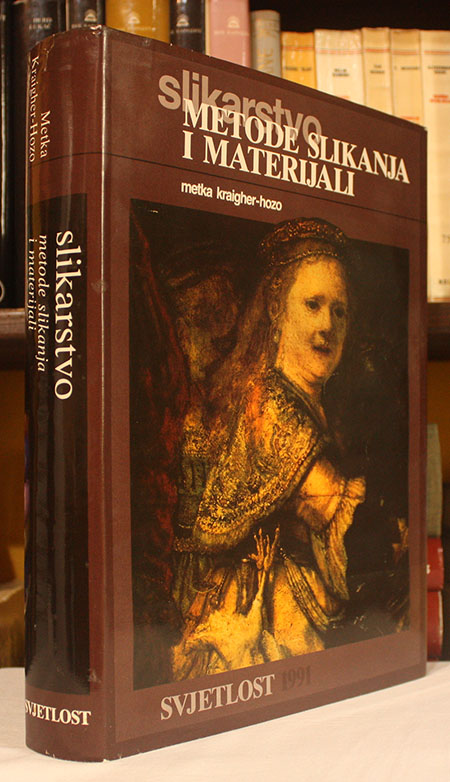 Metka
Kraigher-Hozo
slikarstvo
metode slikanja
i materijali
SVJETLOST
slikarstvo
METODE SLIKANJA
I MATERIJALI
metka kraigher-hozo
SVJETLOST 1991